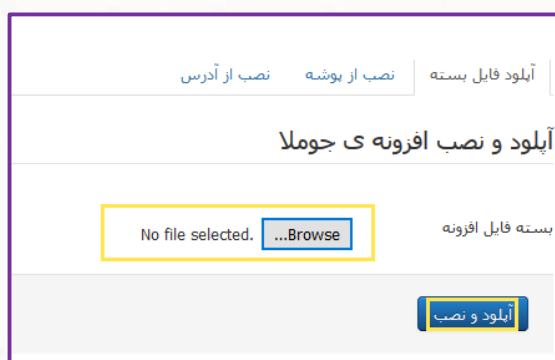 آپلود فایل بسته نصب از پوشه نصب از آدرس
آپلود و نصب افزونه ی جوملا
بسته فایل افزونه Browse... No file selected.
آپلود و نصب